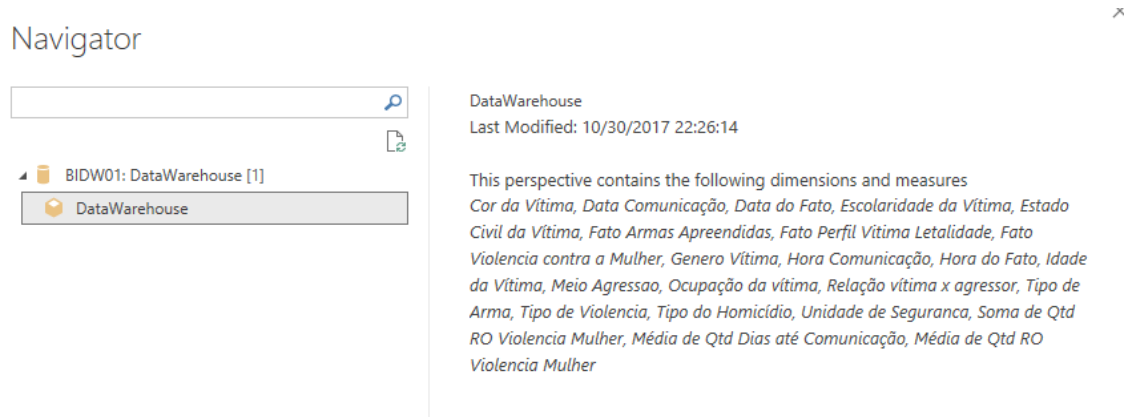 Navigator
BIDW01: DataWarehouse [1]
DataWarehouse
DataWarehouse
Last Modified: 10/30/2017 22:26:14
This perspective contains the following dimensions and measures
Cor da Vítima, Data Comunicação, Data do Fato, Escolaridade da Vítima, Estado
Civil da Vítima, Fato Armas Apreendidas, Fato Perfil Vitima Letalidade, Fato
Violencia contra a Mulher, Genero Vítima, Hora Comunicação, Hora do Fato, Idade
da Vítima, Meio Agressao, Ocupação da vítima, Relação vítima x agressor, Tipo de
Arma, Tipo de Violencia, Tipo do Homicídio, Unidade de Seguranca, Soma de Qtd
RO Violencia Mulher, Média de Qtd Dias até Comunicação, Média de Qtd RO
Violencia Mulher